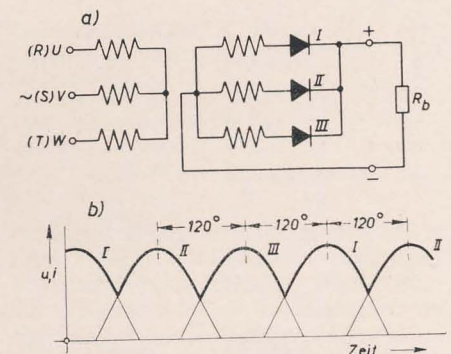 a)
(R)U
~(S)V
(T)W
I
II
III
+
R_b
−
b)
120° 120° 120°
u,i
I II III I II
Zeit